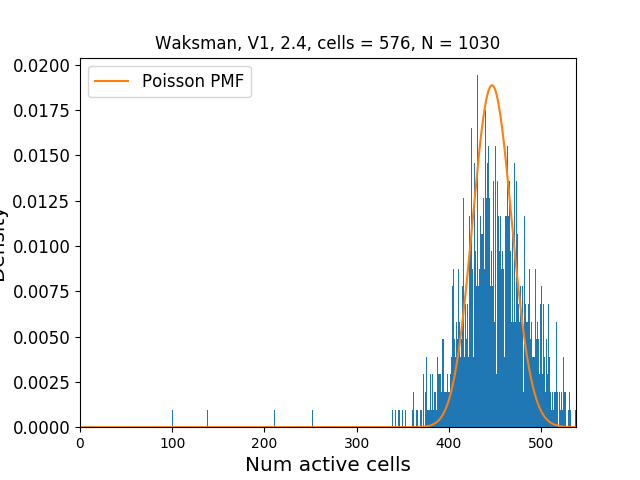 Waksman, V1, 2.4, cells = 576, N = 1030
Poisson PMF
0.0200
0.0175
0.0150
0.0125
0.0100
0.0075
0.0050
0.0025
0.0000
Density
0 100 200 300 400 500
Num active cells